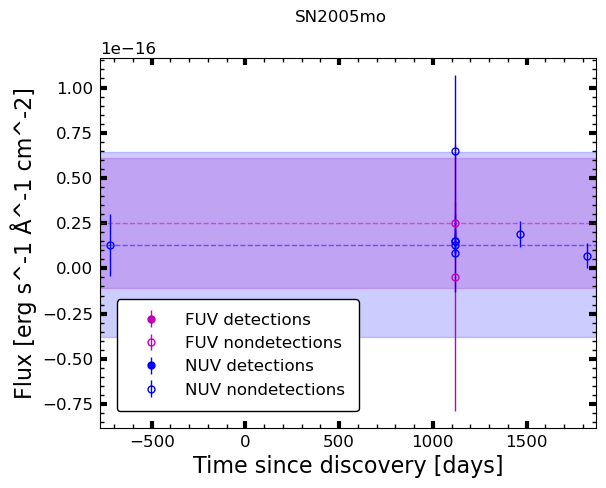 SN2005mo
1e−16
1.00
0.75
0.50
0.25
0.00
−0.25
−0.50
−0.75
Flux [erg s^-1 Å^-1 cm^-2]
FUV detections
FUV nondetections
NUV detections
NUV nondetections
−500 0 500 1000 1500
Time since discovery [days]